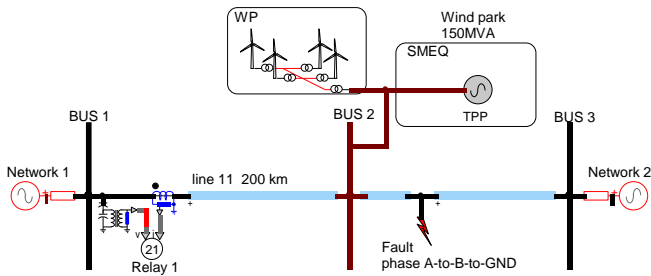 WP
Wind park
150MVA
SMEQ
TPP
BUS 1
BUS 2
BUS 3
Network 1
line 11 200 km
Network 2
+
+
+
+
V
I
21
Relay 1
Fault
phase A-to-B-to-GND